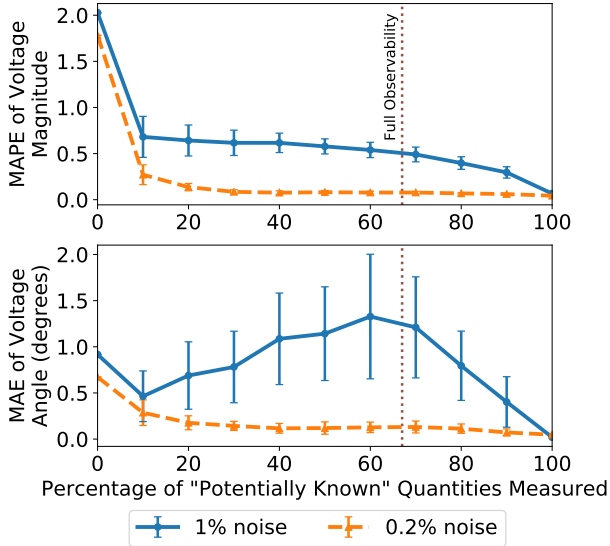 MAPE of Voltage
Magnitude
2.0
1.5
1.0
0.5
0.0
Full Observability
0
20
40
60
80
100
MAE of Voltage
Angle (degrees)
2.0
1.5
1.0
0.5
0.0
0
20
40
60
80
100
Percentage of "Potentially Known" Quantities Measured
1% noise
0.2% noise